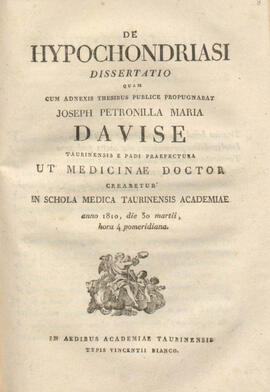 DE
HYPOCHONDRIASI
DISSERTATIO
QUAM
CUM ADNEXIS THESIBUS PUBLICE PROPUGNABAT
JOSEPH PETRONILLA MARIA
DAVISE
TAURINENSIS E PADI PRAEFECTURA
UT MEDICINAE DOCTOR
CREARETUR
IN SCHOLA MEDICA TAURINENSIS ACADEMIAE
anno 1810, die 30 martii,
hora 4 pomeridiana.
IN AEDIBUS ACADEMIAE TAURINENSIS
TYPIS VINCENTII BIANCO.